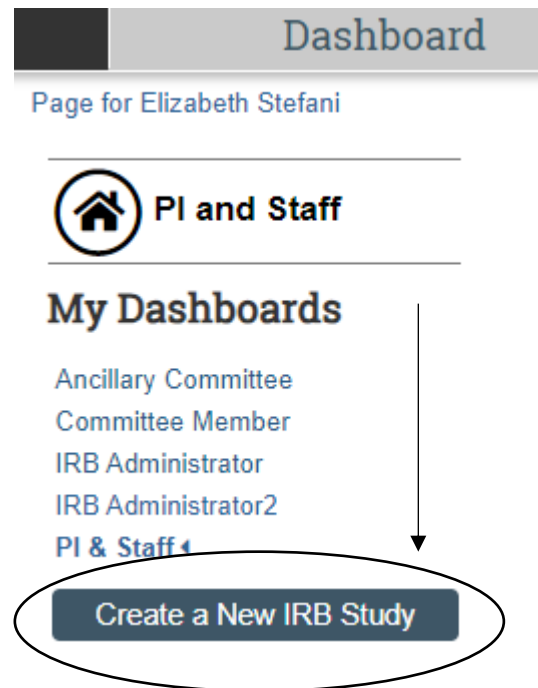 Dashboard
Page for Elizabeth Stefani
PI and Staff
My Dashboards
Ancillary Committee
Committee Member
IRB Administrator
IRB Administrator2
PI & Staff
Create a New IRB Study